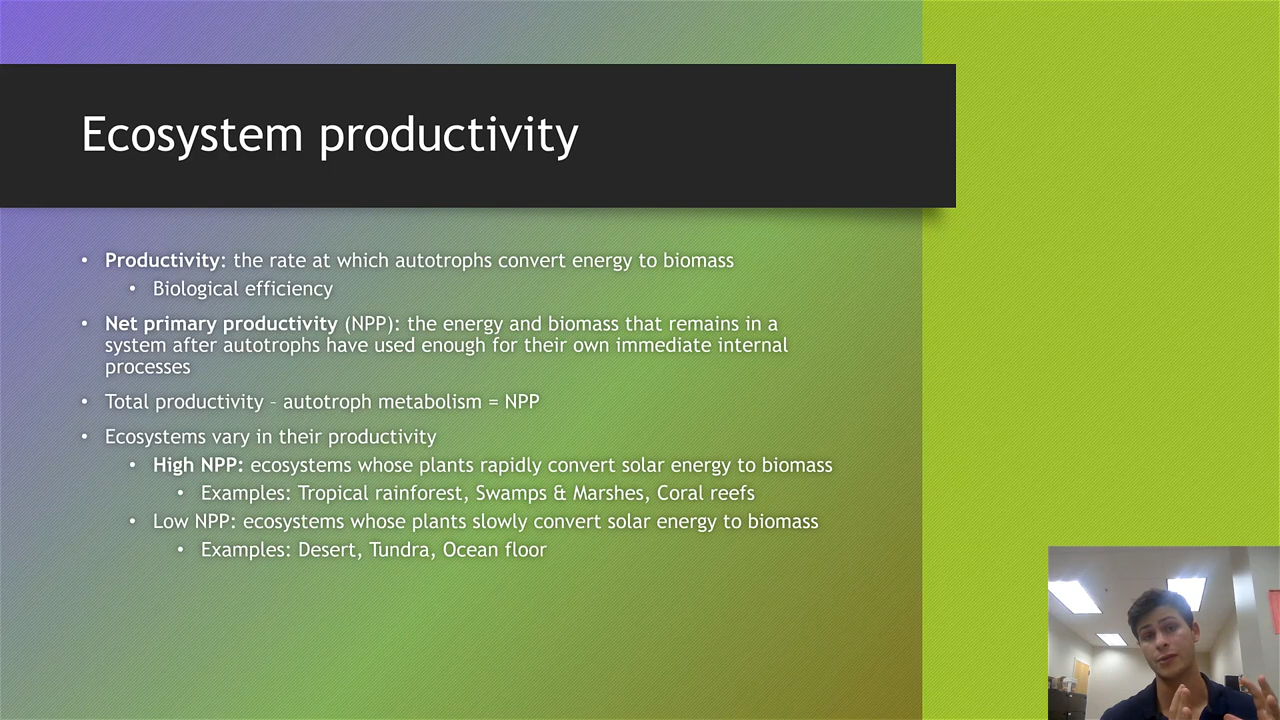 Ecosystem productivity
• Productivity: the rate at which autotrophs convert energy to biomass
• Biological efficiency
• Net primary productivity (NPP): the energy and biomass that remains in a
system after autotrophs have used enough for their own immediate internal
processes
• Total productivity – autotroph metabolism = NPP
• Ecosystems vary in their productivity
• High NPP: ecosystems whose plants rapidly convert solar energy to biomass
• Examples: Tropical rainforest, Swamps & Marshes, Coral reefs
• Low NPP: ecosystems whose plants slowly convert solar energy to biomass
• Examples: Desert, Tundra, Ocean floor